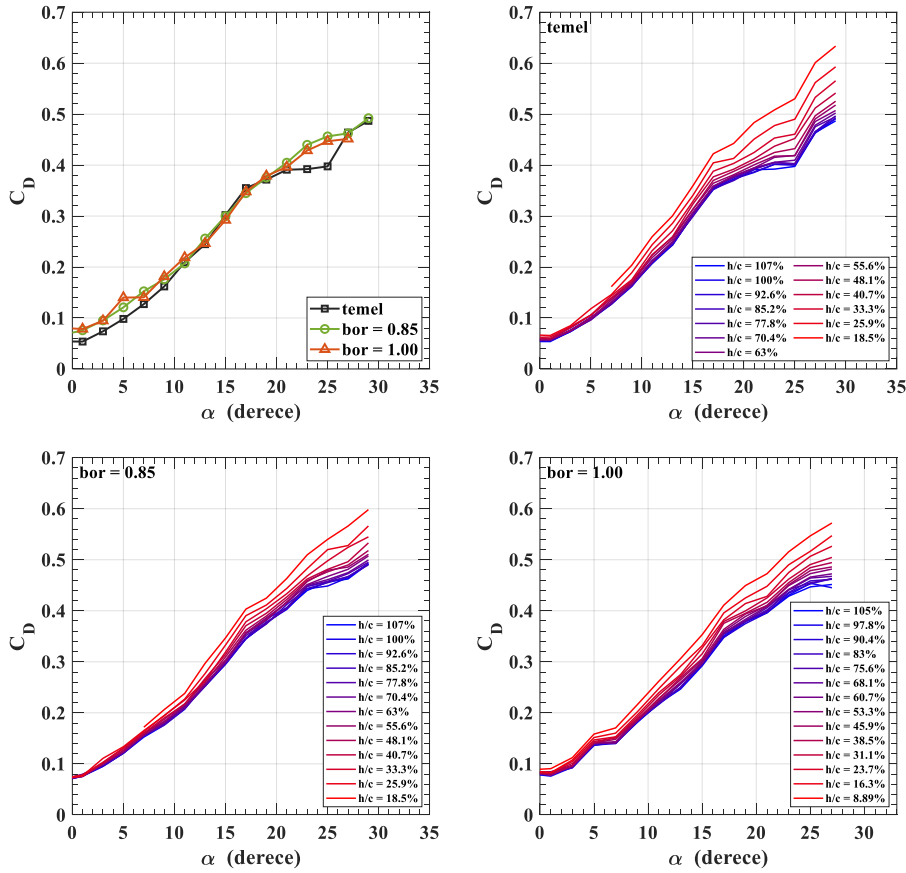 0.7
0.6
0.5
0.4
0.3
0.2
0.1
0
C_D
0 5 10 15 20 25 30 35
α (derece)
temel
bor = 0.85
bor = 1.00
temel
0.7
0.6
0.5
0.4
0.3
0.2
0.1
0
C_D
0 5 10 15 20 25 30
α (derece)
h/c = 107%
h/c = 100%
h/c = 92.6%
h/c = 85.2%
h/c = 77.8%
h/c = 70.4%
h/c = 63%
h/c = 55.6%
h/c = 48.1%
h/c = 40.7%
h/c = 33.3%
h/c = 25.9%
h/c = 18.5%
bor = 0.85
0.7
0.6
0.5
0.4
0.3
0.2
0.1
0
C_D
0 5 10 15 20 25 30 35
α (derece)
h/c = 107%
h/c = 100%
h/c = 92.6%
h/c = 85.2%
h/c = 77.8%
h/c = 70.4%
h/c = 63%
h/c = 55.6%
h/c = 48.1%
h/c = 40.7%
h/c = 33.3%
h/c = 25.9%
h/c = 18.5%
bor = 1.00
0.7
0.6
0.5
0.4
0.3
0.2
0.1
0
C_D
0 5 10 15 20 25 30
α (derece)
h/c = 105%
h/c = 97.8%
h/c = 90.4%
h/c = 83%
h/c = 75.6%
h/c = 68.1%
h/c = 60.7%
h/c = 53.3%
h/c = 45.9%
h/c = 38.5%
h/c = 31.1%
h/c = 23.7%
h/c = 16.3%
h/c = 8.89%